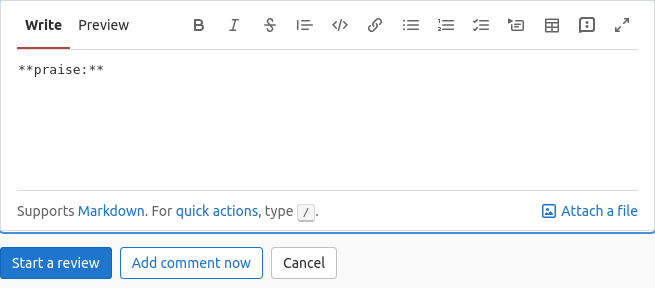 Write Preview
**praise:**
Supports Markdown. For quick actions, type /. Attach a file
Start a review Add comment now Cancel